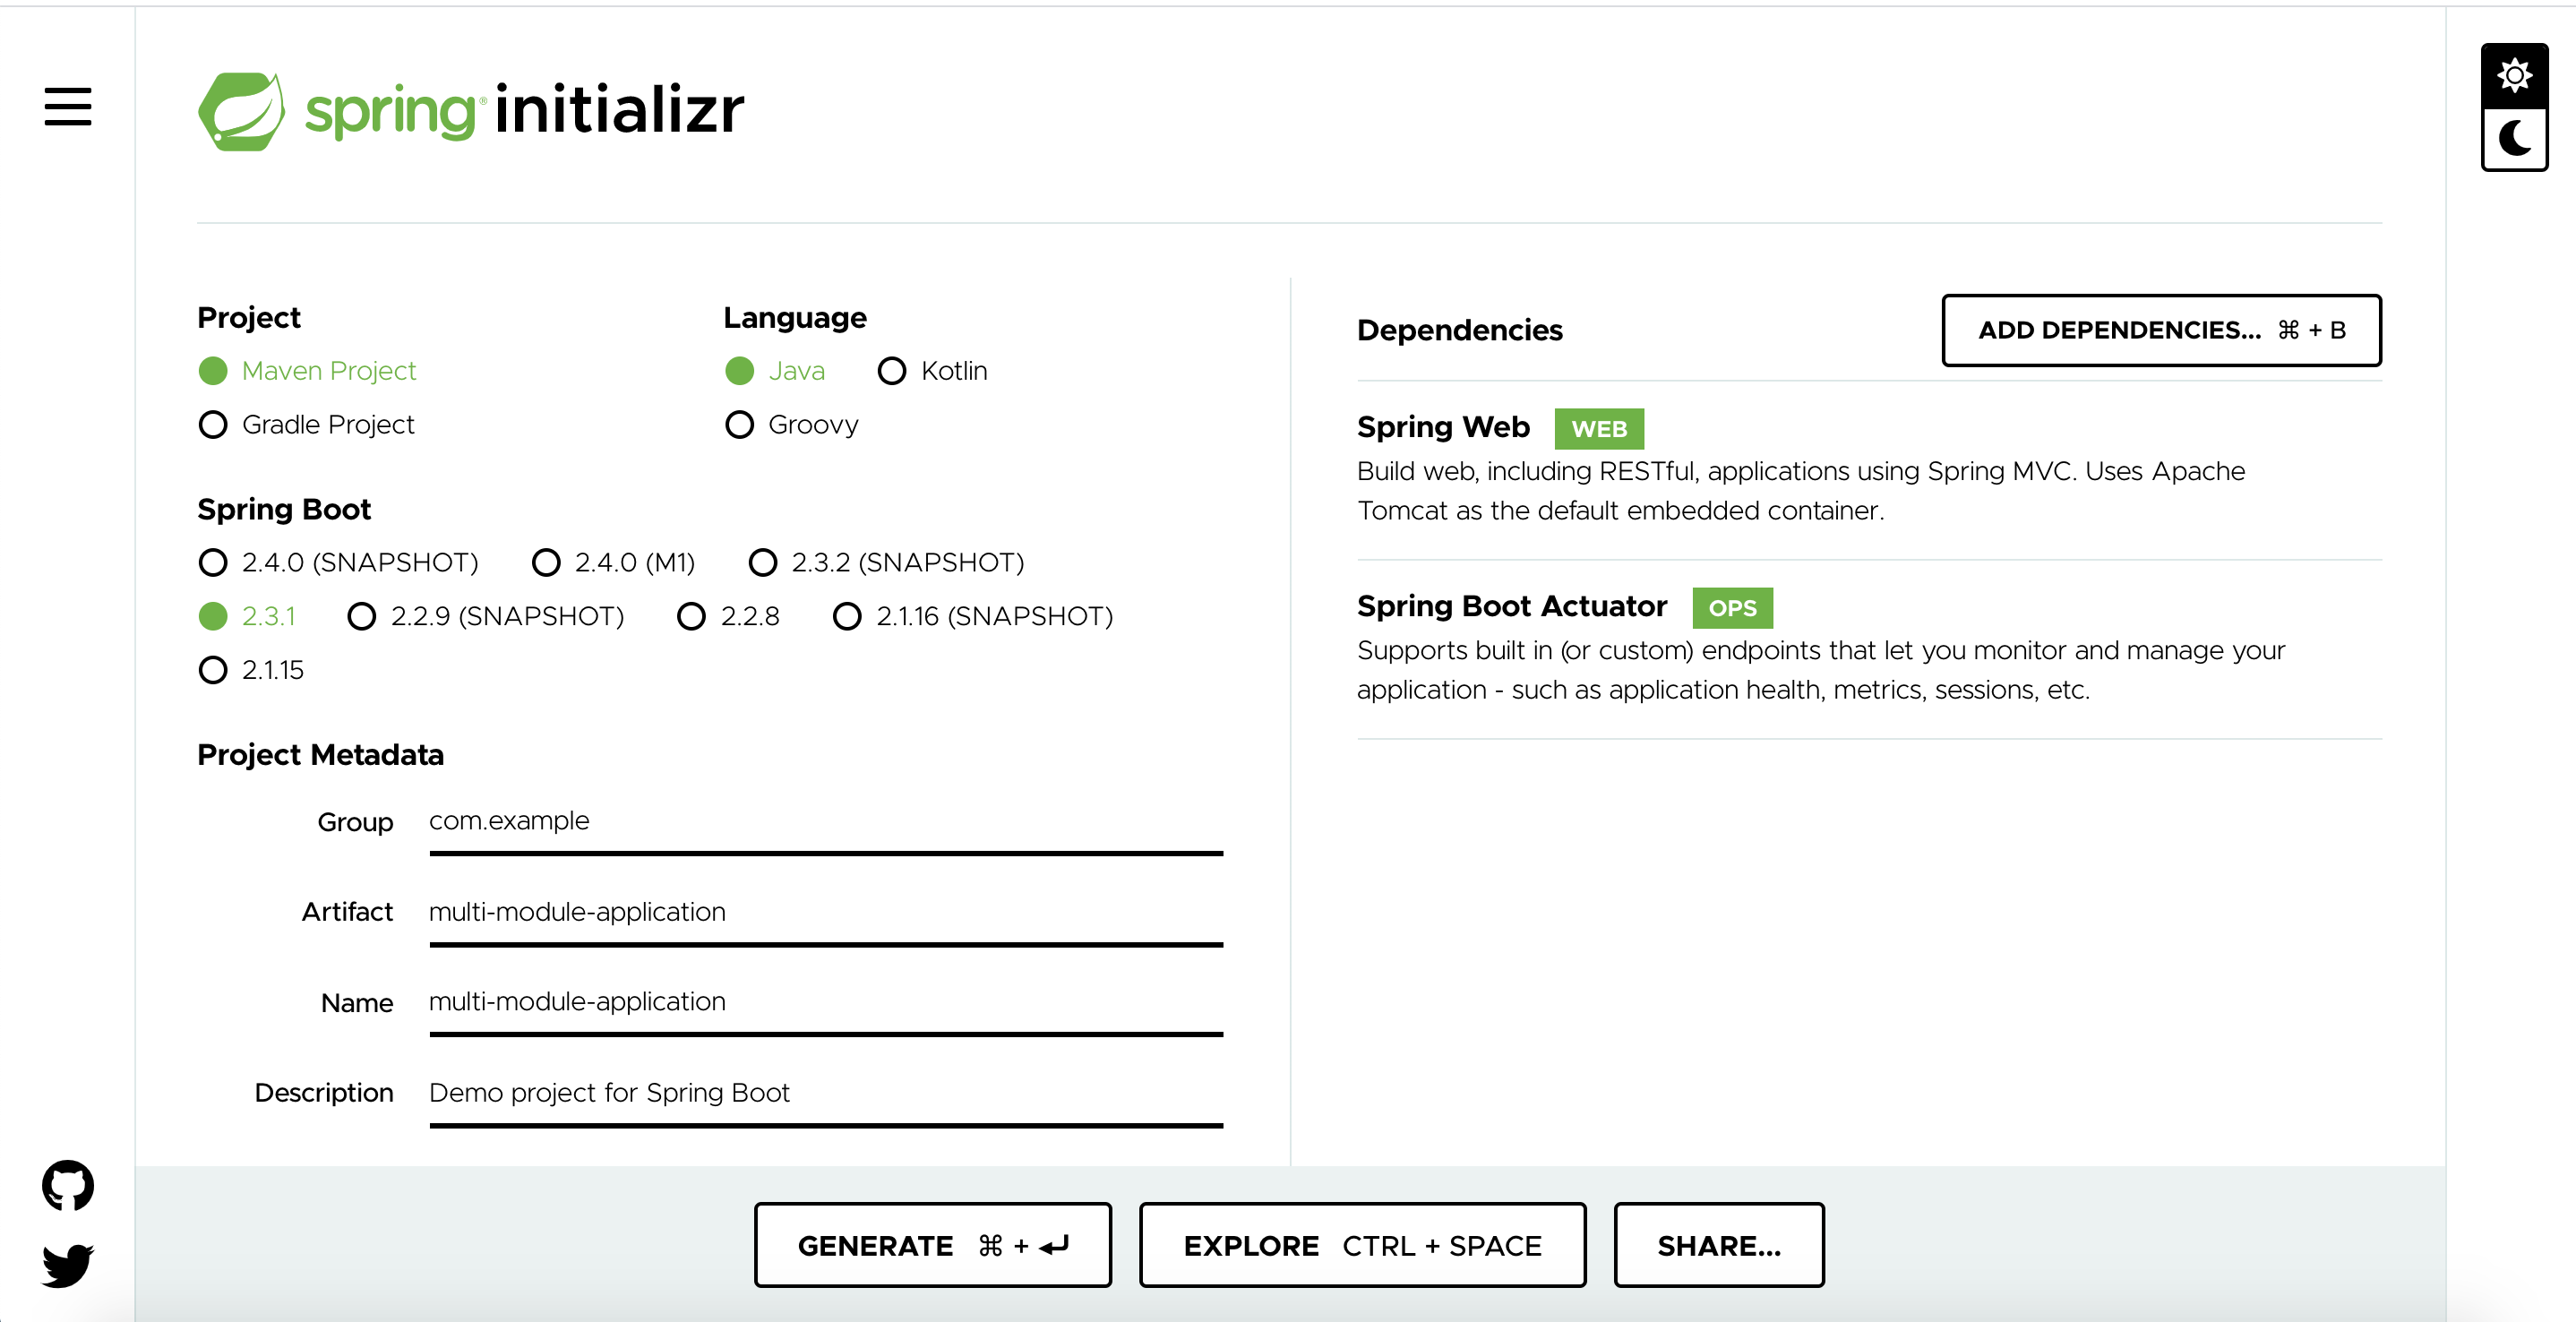 spring® initializr
Project
Maven Project
Gradle Project
Language
Java Kotlin
Groovy
Spring Boot
2.4.0 (SNAPSHOT) 2.4.0 (M1) 2.3.2 (SNAPSHOT)
2.3.1 2.2.9 (SNAPSHOT) 2.2.8 2.1.16 (SNAPSHOT)
2.1.15
Project Metadata
Group com.example
Artifact multi-module-application
Name multi-module-application
Description Demo project for Spring Boot
Dependencies ADD DEPENDENCIES... ⌘ + B
Spring Web WEB
Build web, including RESTful, applications using Spring MVC. Uses Apache
Tomcat as the default embedded container.
Spring Boot Actuator OPS
Supports built in (or custom) endpoints that let you monitor and manage your
application - such as application health, metrics, sessions, etc.
GENERATE ⌘ + ↵ EXPLORE CTRL + SPACE SHARE...